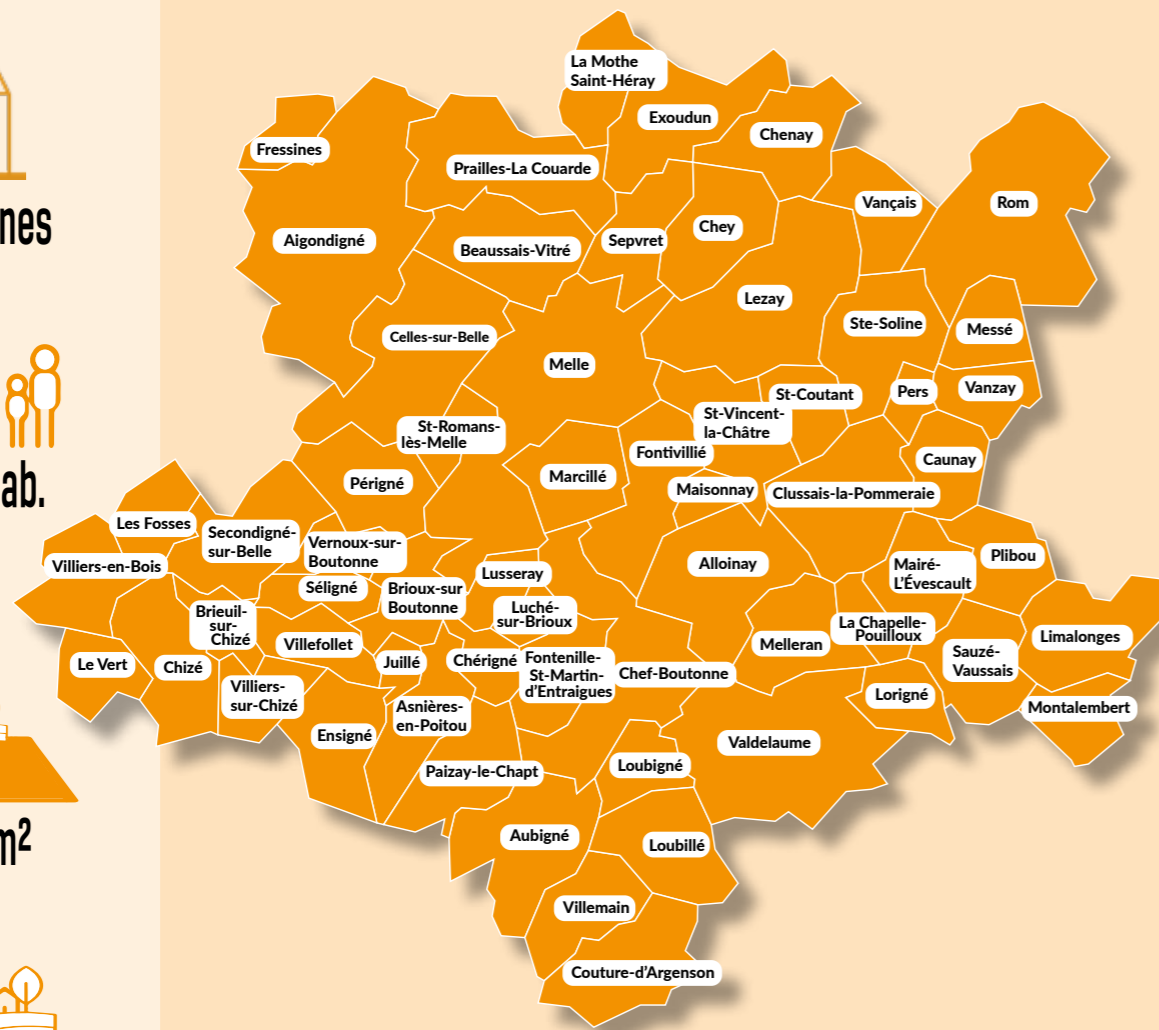 nes
ab.
m²
La Mothe
Saint-Héray
Exoudun
Chenay
Fressines
Prailles-La Couarde
Vançais
Rom
Aigondigné
Beaussais-Vitré
Sepvret
Chey
Lezay
Ste-Soline
Messé
Celles-sur-Belle
Melle
Pers
Vanzay
St-Coutant
St-Vincent-
la-Châtre
St-Romans-
lès-Melle
Fontivillié
Caunay
Périgné
Marcillé
Maisonnay
Clussais-la-Pommeraie
Les Fosses
Secondigné-
sur-Belle
Vernoux-sur-
Boutonne
Villiers-en-Bois
Séligné
Brioux-sur
Boutonne
Lusseray
Alloinay
Mairé-
L'Évescault
Plibou
Luché-
sur-Brioux
Brieuil-
sur-
Chizé
Villefollet
Juillé
Chérigné
Fontenille-
St-Martin-
d'Entraigues
Chef-Boutonne
Melleran
La Chapelle-
Pouilloux
Sauzé-
Vaussais
Limalonges
Le Vert
Chizé
Villiers-
sur-Chizé
Asnières-
en-Poitou
Lorigné
Montalembert
Ensigné
Valdelaume
Paizay-le-Chapt
Loubigné
Aubigné
Loubillé
Villemain
Couture-d'Argenson